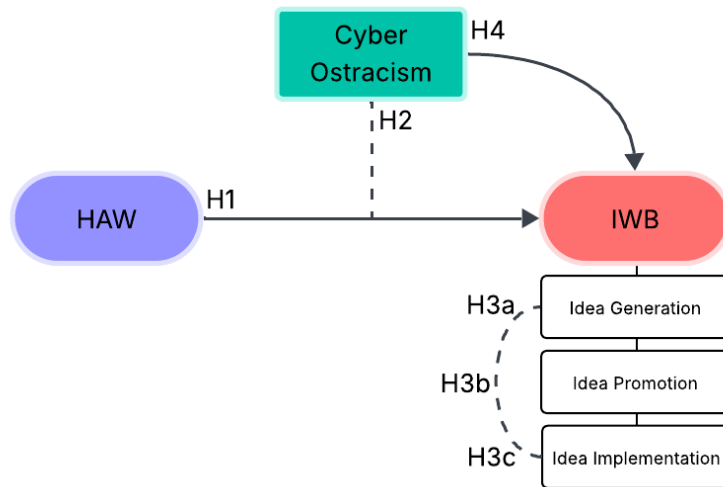 Cyber
Ostracism
H4
H2
HAW
H1
IWB
H3a
Idea Generation
H3b
Idea Promotion
H3c
Idea Implementation